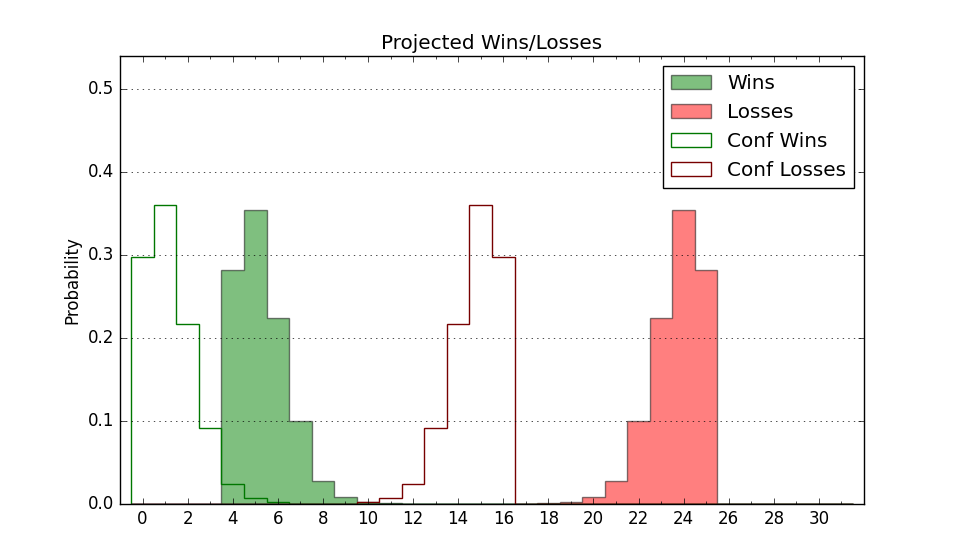 Projected Wins/Losses
Probability
0.5
0.4
0.3
0.2
0.1
0.0
0 2 4 6 8 10 12 14 16 18 20 22 24 26 28 30
Wins
Losses
Conf Wins
Conf Losses